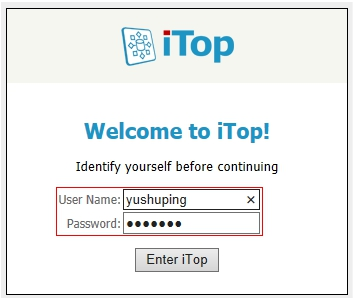 iTop
Welcome to iTop!
Identify yourself before continuing
User Name: yushuping ×
Password: ●●●●●●●
Enter iTop